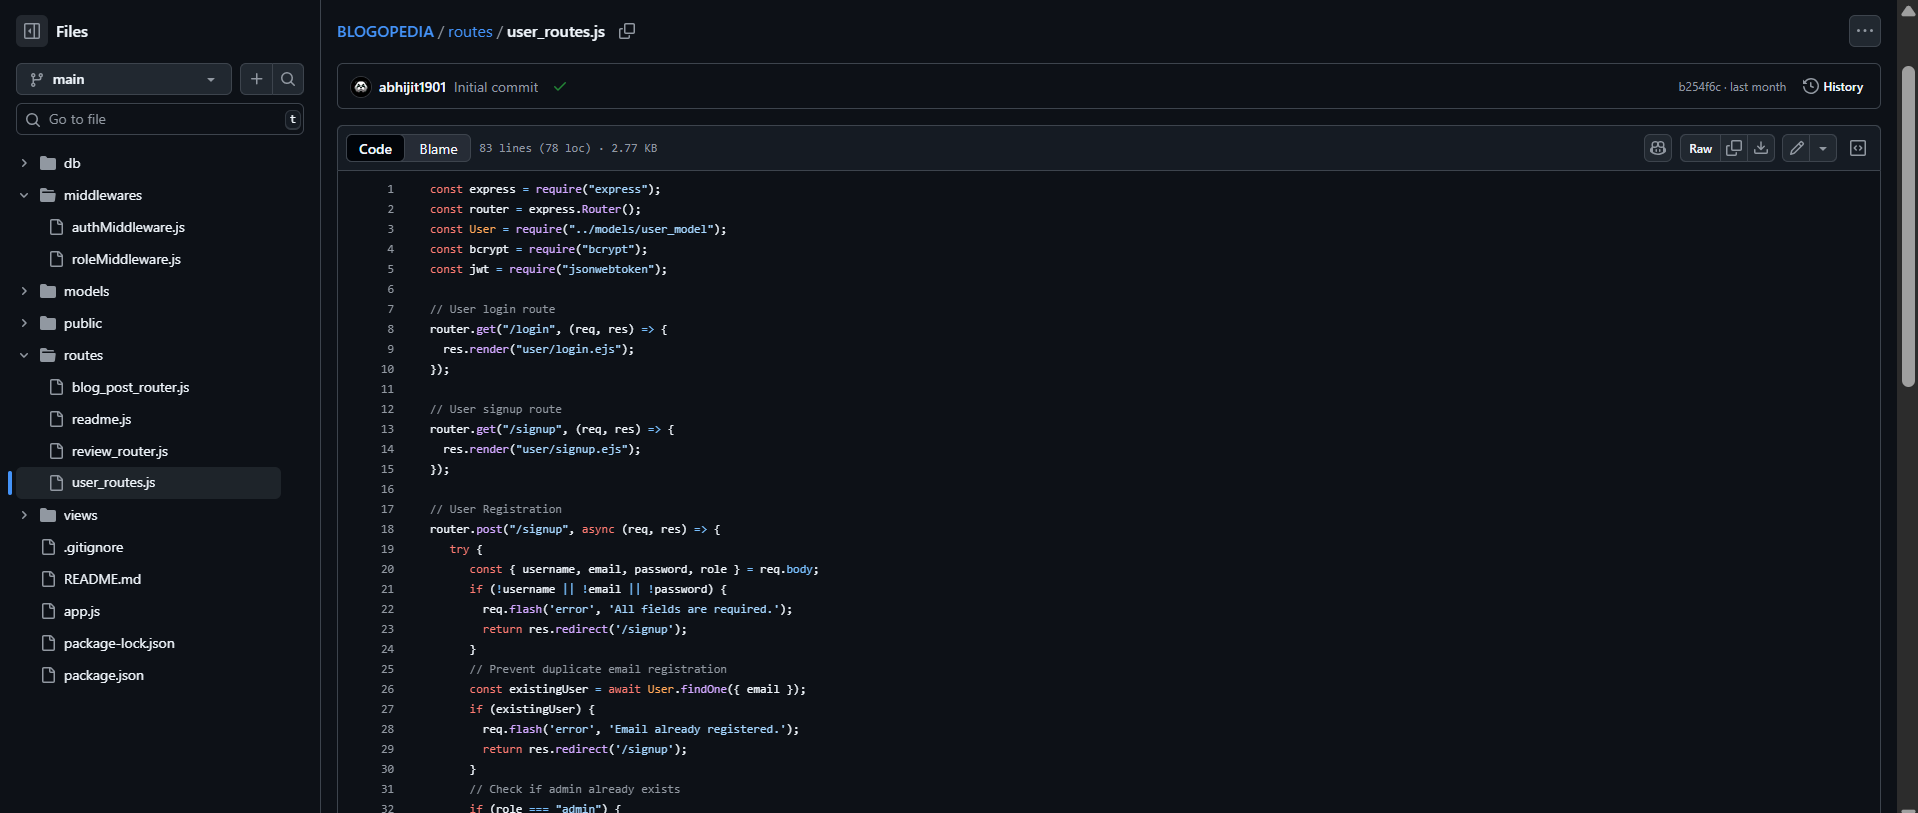 Files
main
Go to file
t
db
middlewares
authMiddleware.js
roleMiddleware.js
models
public
routes
blog_post_router.js
readme.js
review_router.js
user_routes.js
views
.gitignore
README.md
app.js
package-lock.json
package.json
BLOGOPEDIA / routes / user_routes.js
abhijit1901 Initial commit
b254f6c · last month History
Code Blame 83 lines (78 loc) · 2.77 KB
Raw
1 const express = require("express");
2 const router = express.Router();
3 const User = require("../models/user_model");
4 const bcrypt = require("bcrypt");
5 const jwt = require("jsonwebtoken");
6
7 // User login route
8 router.get("/login", (req, res) => {
9   res.render("user/login.ejs");
10 });
11
12 // User signup route
13 router.get("/signup", (req, res) => {
14   res.render("user/signup.ejs");
15 });
16
17 // User Registration
18 router.post("/signup", async (req, res) => {
19    try {
20       const { username, email, password, role } = req.body;
21       if (!username || !email || !password) {
22         req.flash('error', 'All fields are required.');
23         return res.redirect('/signup');
24       }
25       // Prevent duplicate email registration
26       const existingUser = await User.findOne({ email });
27       if (existingUser) {
28         req.flash('error', 'Email already registered.');
29         return res.redirect('/signup');
30       }
31       // Check if admin already exists
32       if (role === "admin") {